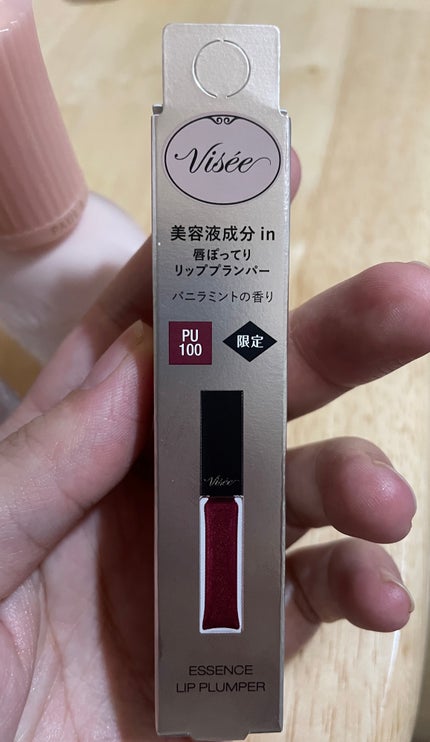 Visée
美容液成分 in
唇ぽってり
リッププランパー
バニラミントの香り
PU
100
限定
Visée
ESSENCE
LIP PLUMPER